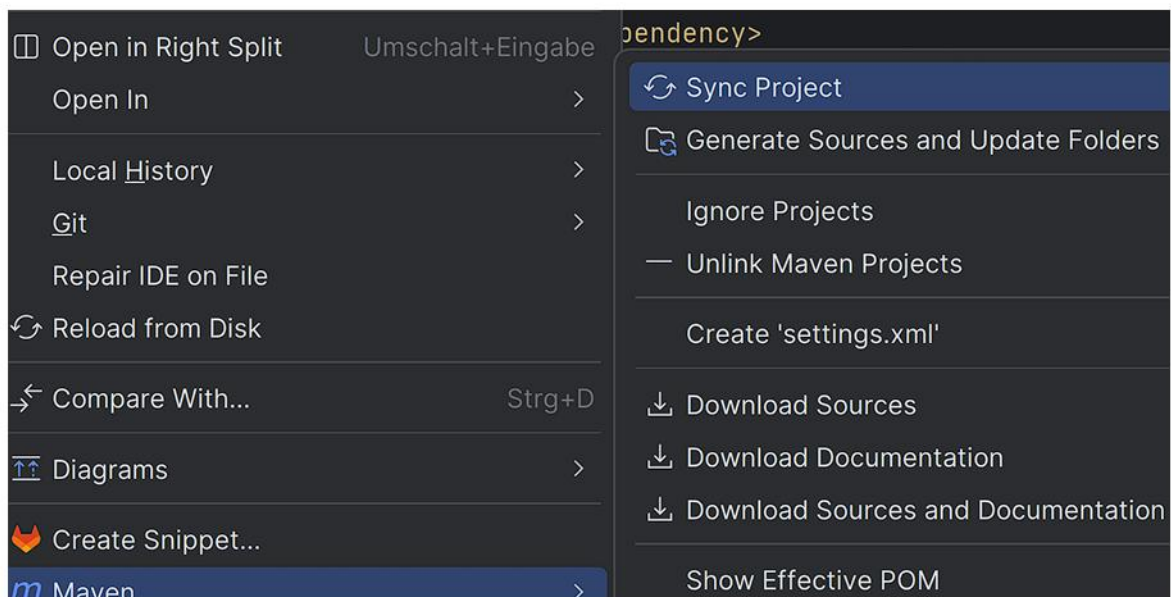 Open in Right Split Umschalt+Eingabe
Open In
Local History
Git
Repair IDE on File
Reload from Disk
Compare With... Strg+D
Diagrams
Create Snippet...
Maven
pendency>
Sync Project
Generate Sources and Update Folders
Ignore Projects
Unlink Maven Projects
Create 'settings.xml'
Download Sources
Download Documentation
Download Sources and Documentation
Show Effective POM